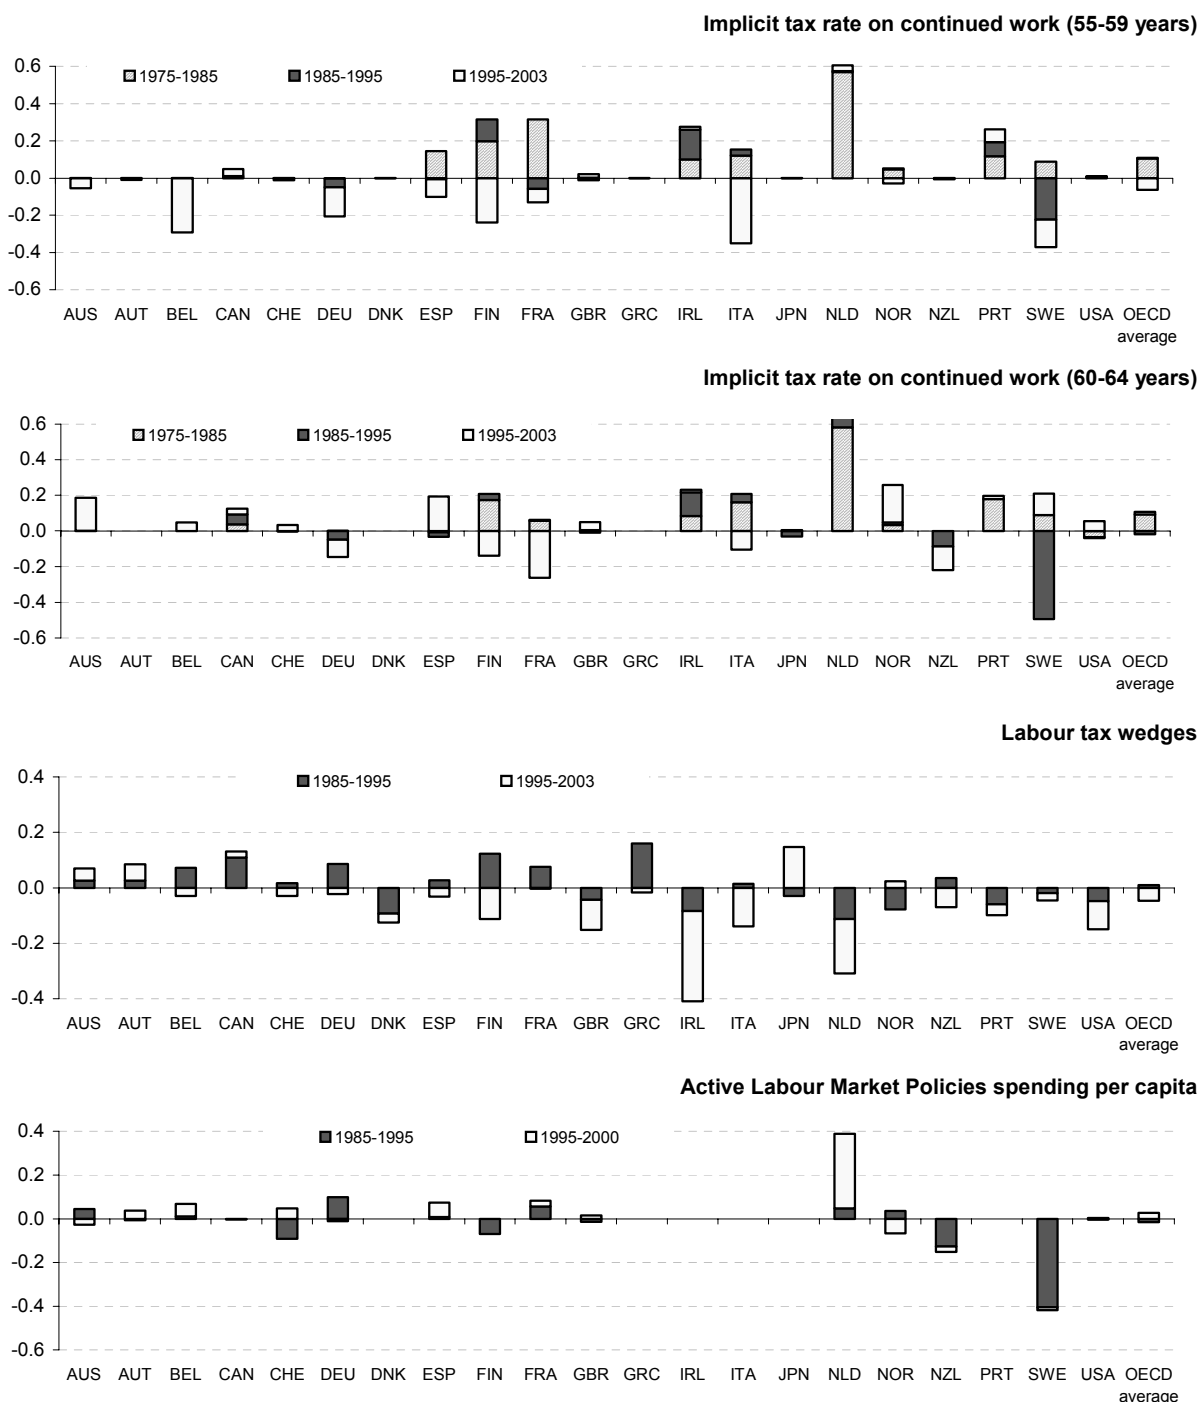 Implicit tax rate on continued work (55-59 years)
0.6
1975-1985 1985-1995 1995-2003
0.4
0.2
0.0
-0.2
-0.4
-0.6
AUS AUT BEL CAN CHE DEU DNK ESP FIN FRA GBR GRC IRL ITA JPN NLD NOR NZL PRT SWE USA OECD
average
Implicit tax rate on continued work (60-64 years)
0.6
1975-1985 1985-1995 1995-2003
0.4
0.2
0.0
-0.2
-0.4
-0.6
AUS AUT BEL CAN CHE DEU DNK ESP FIN FRA GBR GRC IRL ITA JPN NLD NOR NZL PRT SWE USA OECD
average
Labour tax wedges
0.4
1985-1995 1995-2003
0.2
0.0
-0.2
-0.4
AUS AUT BEL CAN CHE DEU DNK ESP FIN FRA GBR GRC IRL ITA JPN NLD NOR NZL PRT SWE USA OECD
average
Active Labour Market Policies spending per capita
0.4
1985-1995 1995-2000
0.2
0.0
-0.2
-0.4
-0.6
AUS AUT BEL CAN CHE DEU DNK ESP FIN FRA GBR GRC IRL ITA JPN NLD NOR NZL PRT SWE USA OECD
average